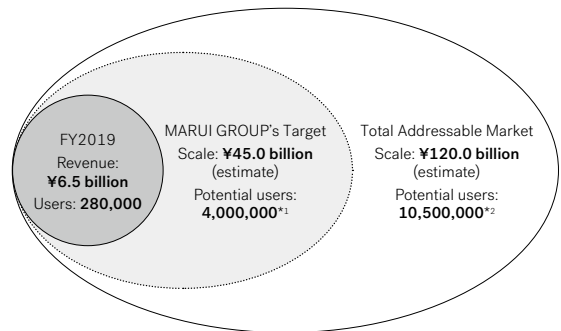 FY2019
Revenue:
¥6.5 billion
Users: 280,000
MARUI GROUP's Target
Scale: ¥45.0 billion
(estimate)
Potential users:
4,000,000*1
Total Addressable Market
Scale: ¥120.0 billion
(estimate)
Potential users:
10,500,000*2